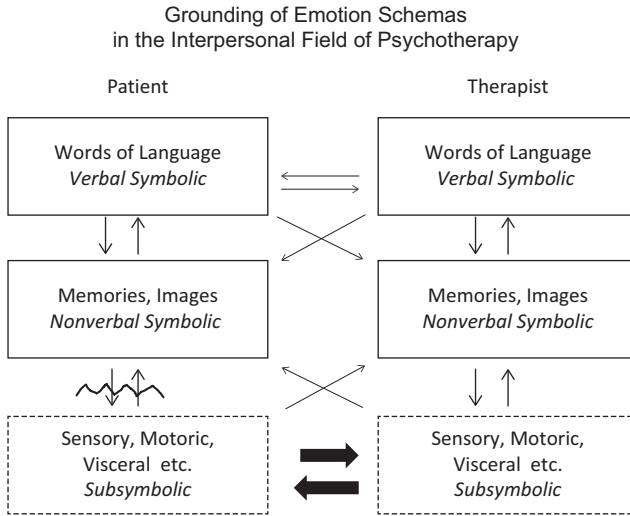 Grounding of Emotion Schemas
in the Interpersonal Field of Psychotherapy
Patient
Therapist
Words of Language
Verbal Symbolic
Words of Language
Verbal Symbolic
Memories, Images
Nonverbal Symbolic
Memories, Images
Nonverbal Symbolic
Sensory, Motoric,
Visceral etc.
Subsymbolic
Sensory, Motoric,
Visceral etc.
Subsymbolic